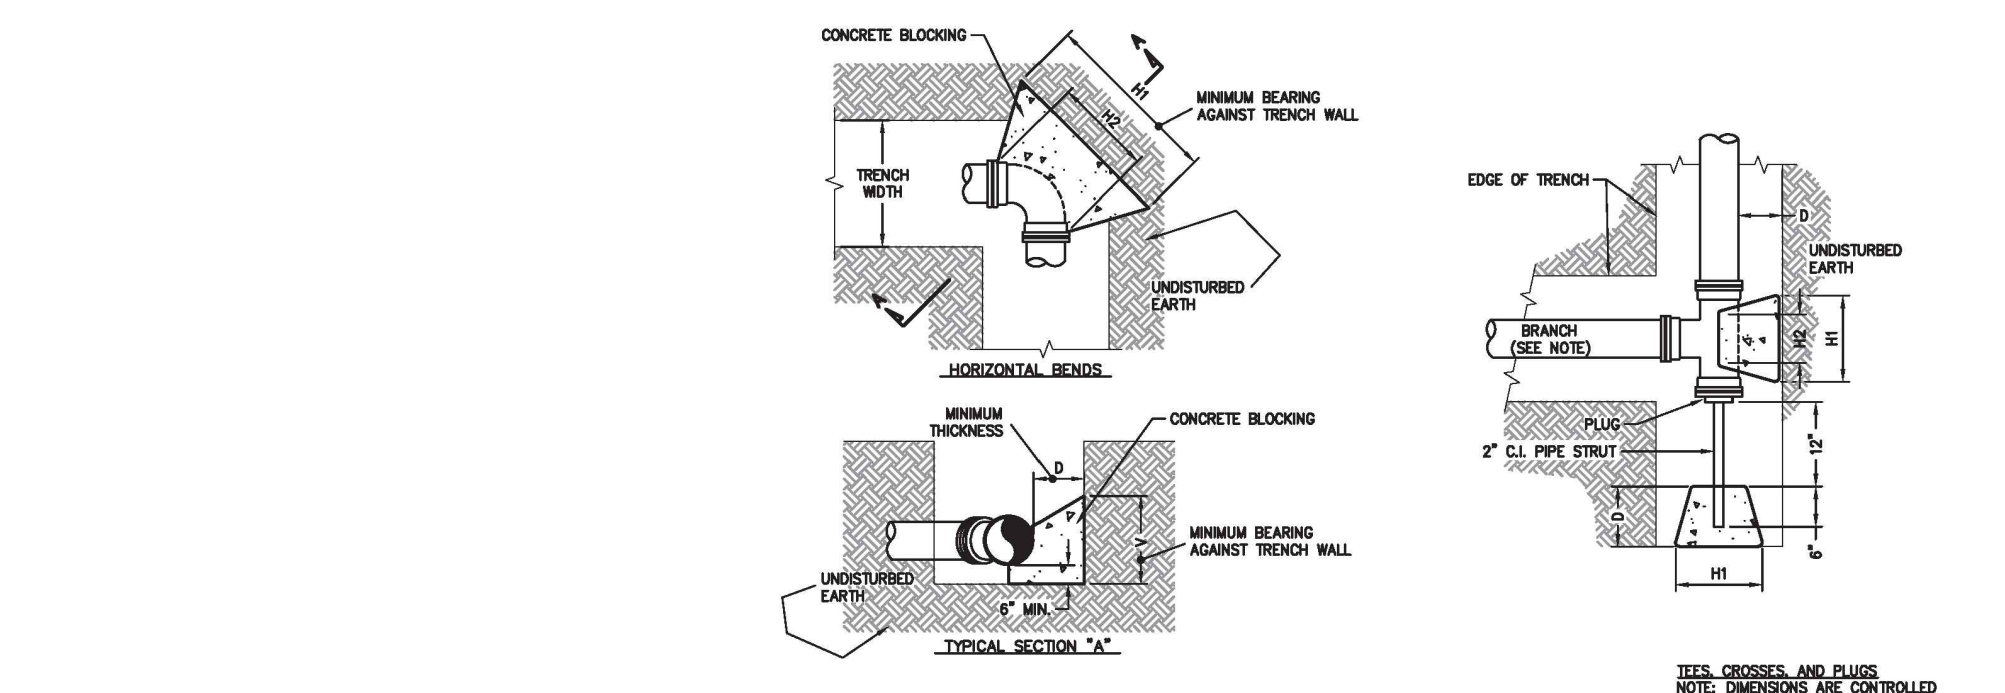 CONCRETE BLOCKING
A
H1
MINIMUM BEARING
AGAINST TRENCH WALL
H2
TRENCH
WIDTH
A
UNDISTURBED
EARTH
HORIZONTAL BENDS
MINIMUM
THICKNESS
CONCRETE BLOCKING
D
V
MINIMUM BEARING
AGAINST TRENCH WALL
UNDISTURBED
EARTH
6" MIN.
TYPICAL SECTION "A"
EDGE OF TRENCH
D
UNDISTURBED
EARTH
BRANCH
(SEE NOTE)
H2
H1
PLUG
2" C.I. PIPE STRUT
12"
D
6"
H1
TEES, CROSSES, AND PLUGS
NOTE: DIMENSIONS ARE CONTROLLED